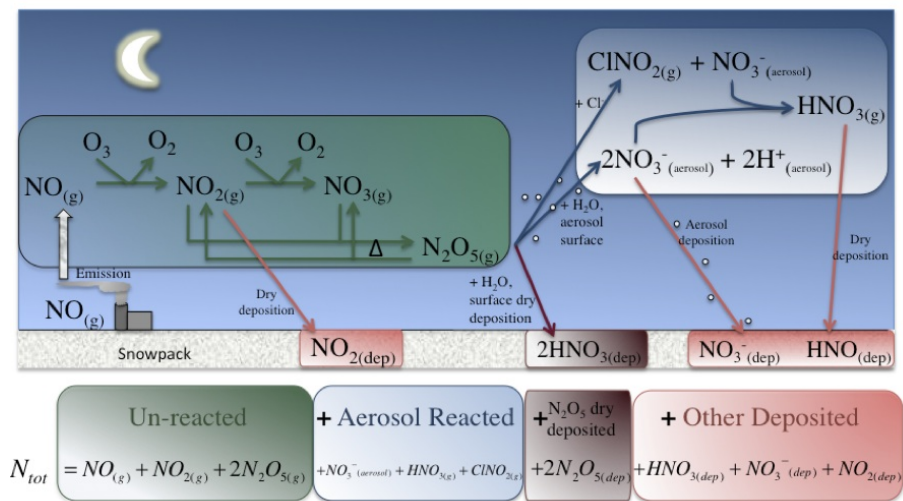 ClNO₂₍g₎ + NO₃⁻(aerosol)
+ Cl⁻
HNO₃(g)
2NO₃⁻(aerosol) + 2H⁺(aerosol)
O₃ O₂ O₃ O₂
NO(g) NO₂(g) NO₃(g)
N₂O₅(g)
Δ
+ H₂O,
aerosol
surface
Aerosol
deposition
Dry
deposition
Emission
NO(g)
Dry
deposition
+ H₂O,
surface dry
deposition
Snowpack
NO₂(dep)
2HNO₃(dep)
NO₃⁻(dep)
HNO(dep)
Un-reacted
+ Aerosol Reacted
+ N₂O₅ dry
deposited
+ Other Deposited
N_tot = NO(g) + NO₂(g) + 2N₂O₅(g) +NO₃⁻(aerosol) + HNO₃(g) + ClNO₂(g) +2N₂O₅(dep) +HNO₃(dep) + NO₃⁻(dep) + NO₂(dep)